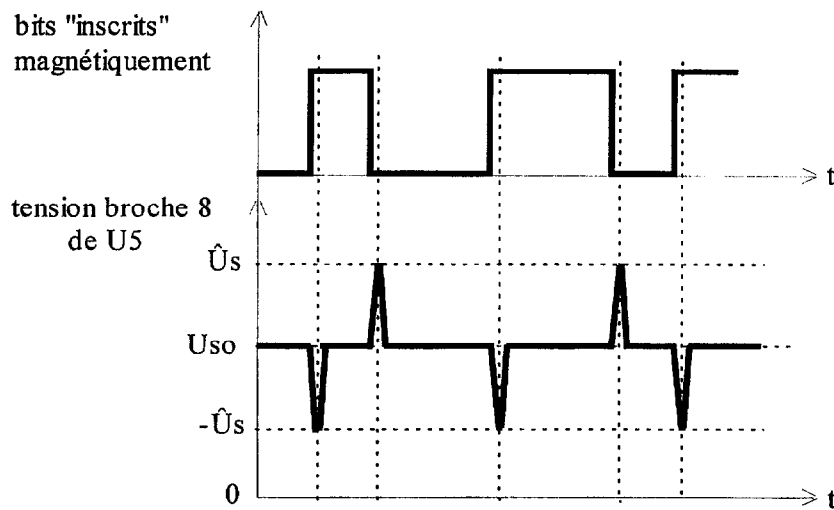 bits "inscrits"
magnétiquement
t
tension broche 8
de U5
Ûs
Uso
-Ûs
0
t